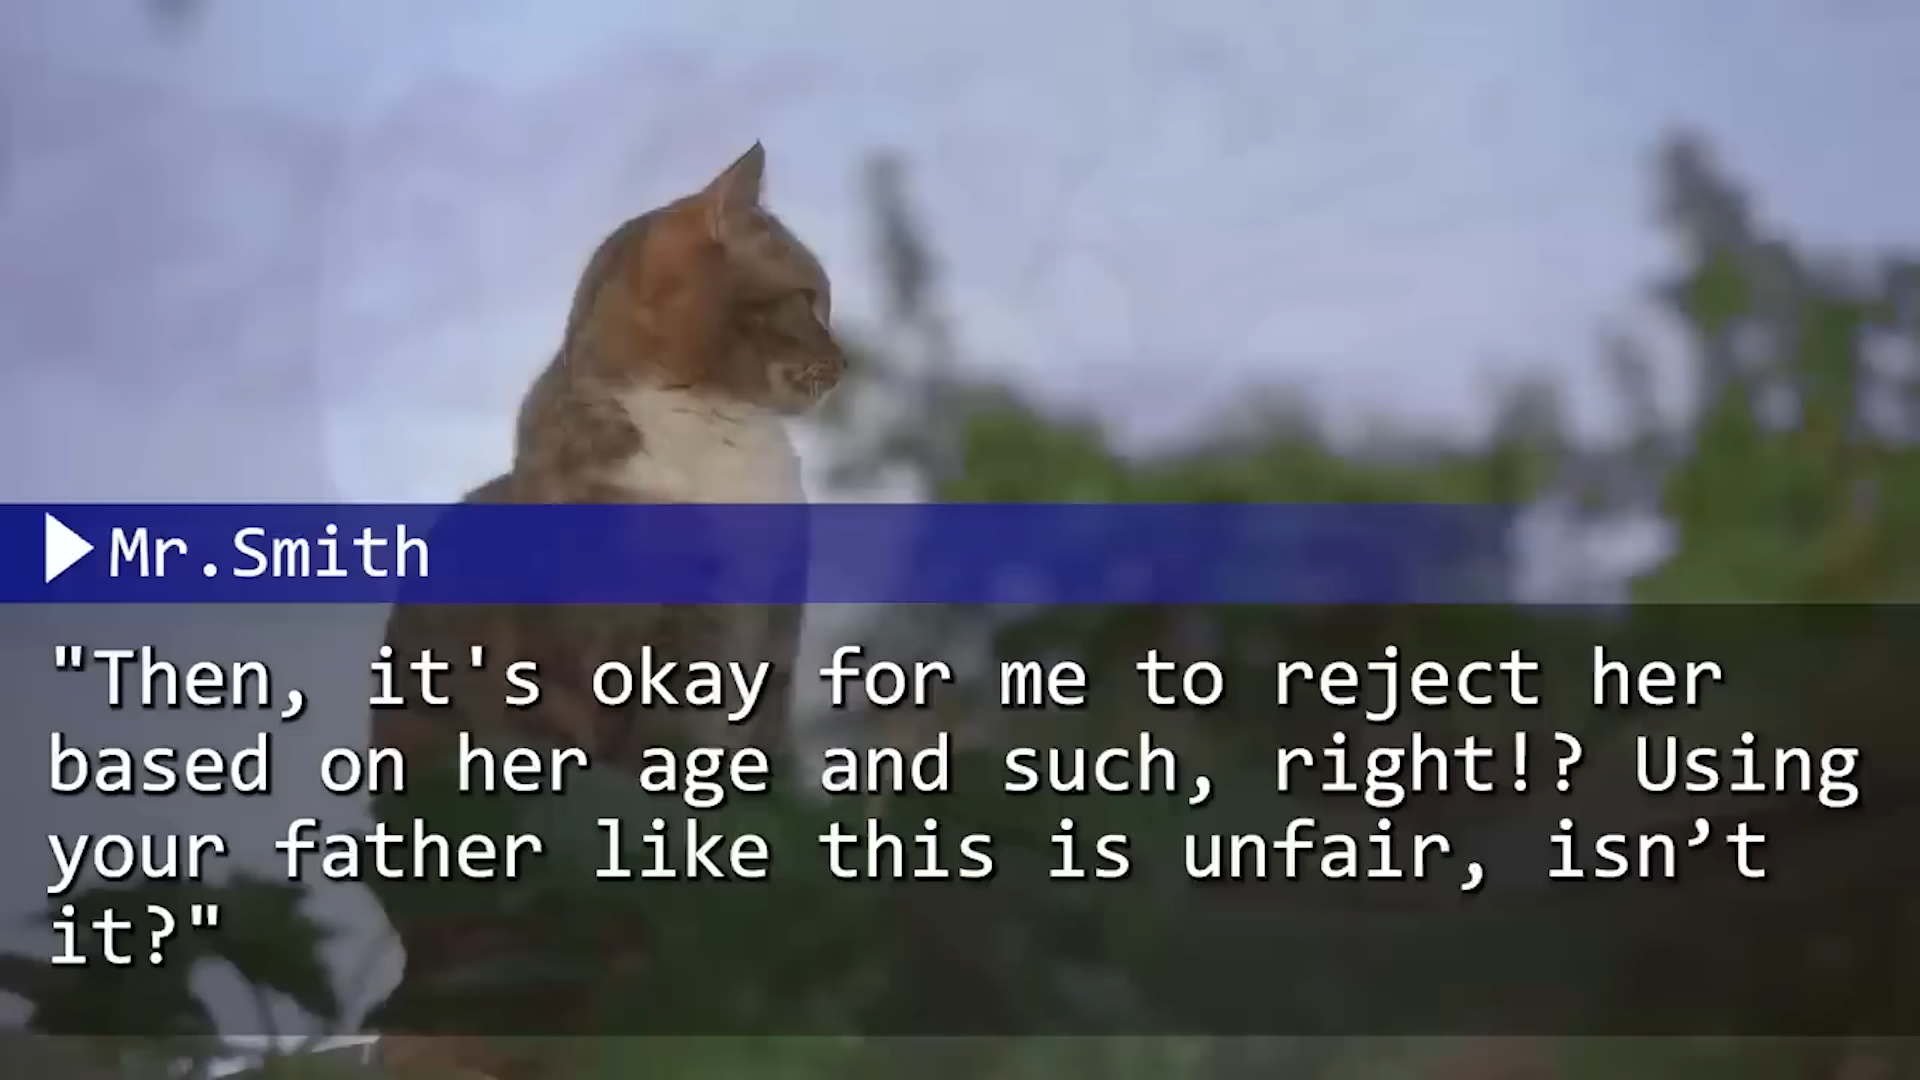 Mr.Smith
"Then, it's okay for me to reject her
based on her age and such, right!? Using
your father like this is unfair, isn’t
it?"